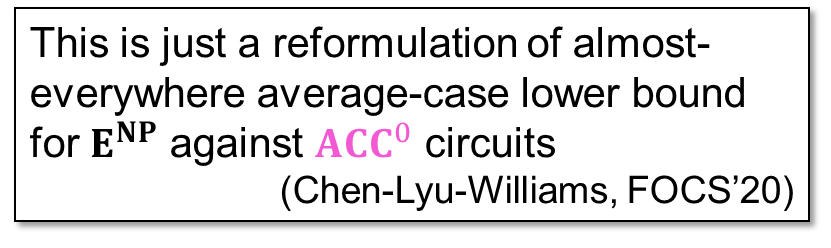 This is just a reformulation of almost-
everywhere average-case lower bound
for E^NP against ACC^0 circuits
(Chen-Lyu-Williams, FOCS'20)